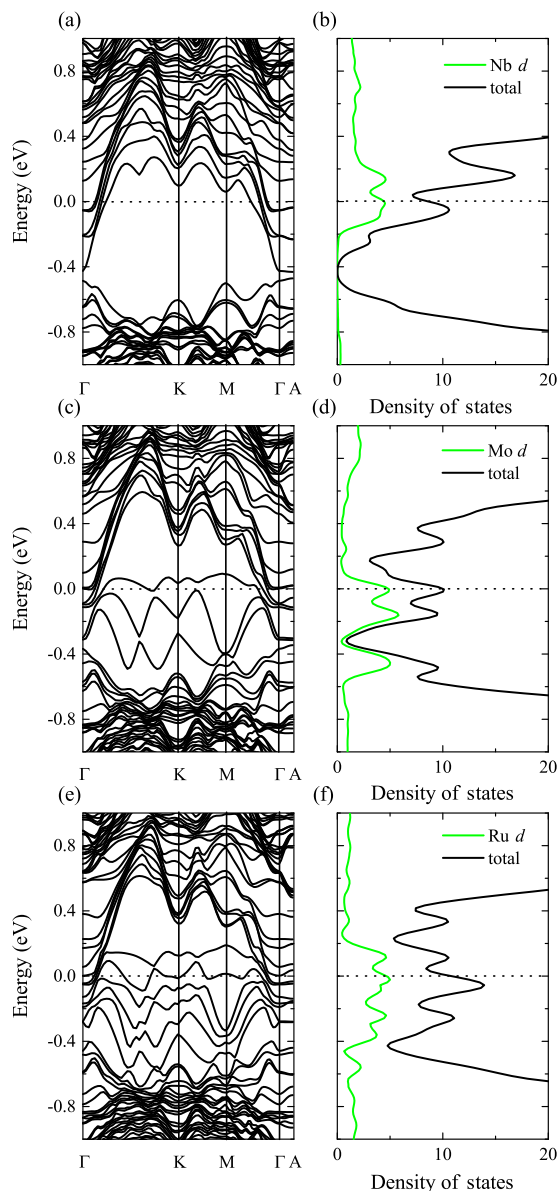 (a) (b)
0.8
0.4
0.0
-0.4
-0.8
Energy (eV)
Γ K M Γ A
Nb d
total
0 5 10 15 20
Density of states
(c) (d)
0.8
0.4
0.0
-0.4
-0.8
Energy (eV)
Γ K M Γ A
Mo d
total
0 5 10 15 20
Density of states
(e) (f)
0.8
0.4
0.0
-0.4
-0.8
Energy (eV)
Γ K M Γ A
Ru d
total
0 5 10 15 20
Density of states